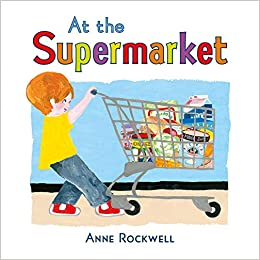 At the
Supermarket
ANNE ROCKWELL